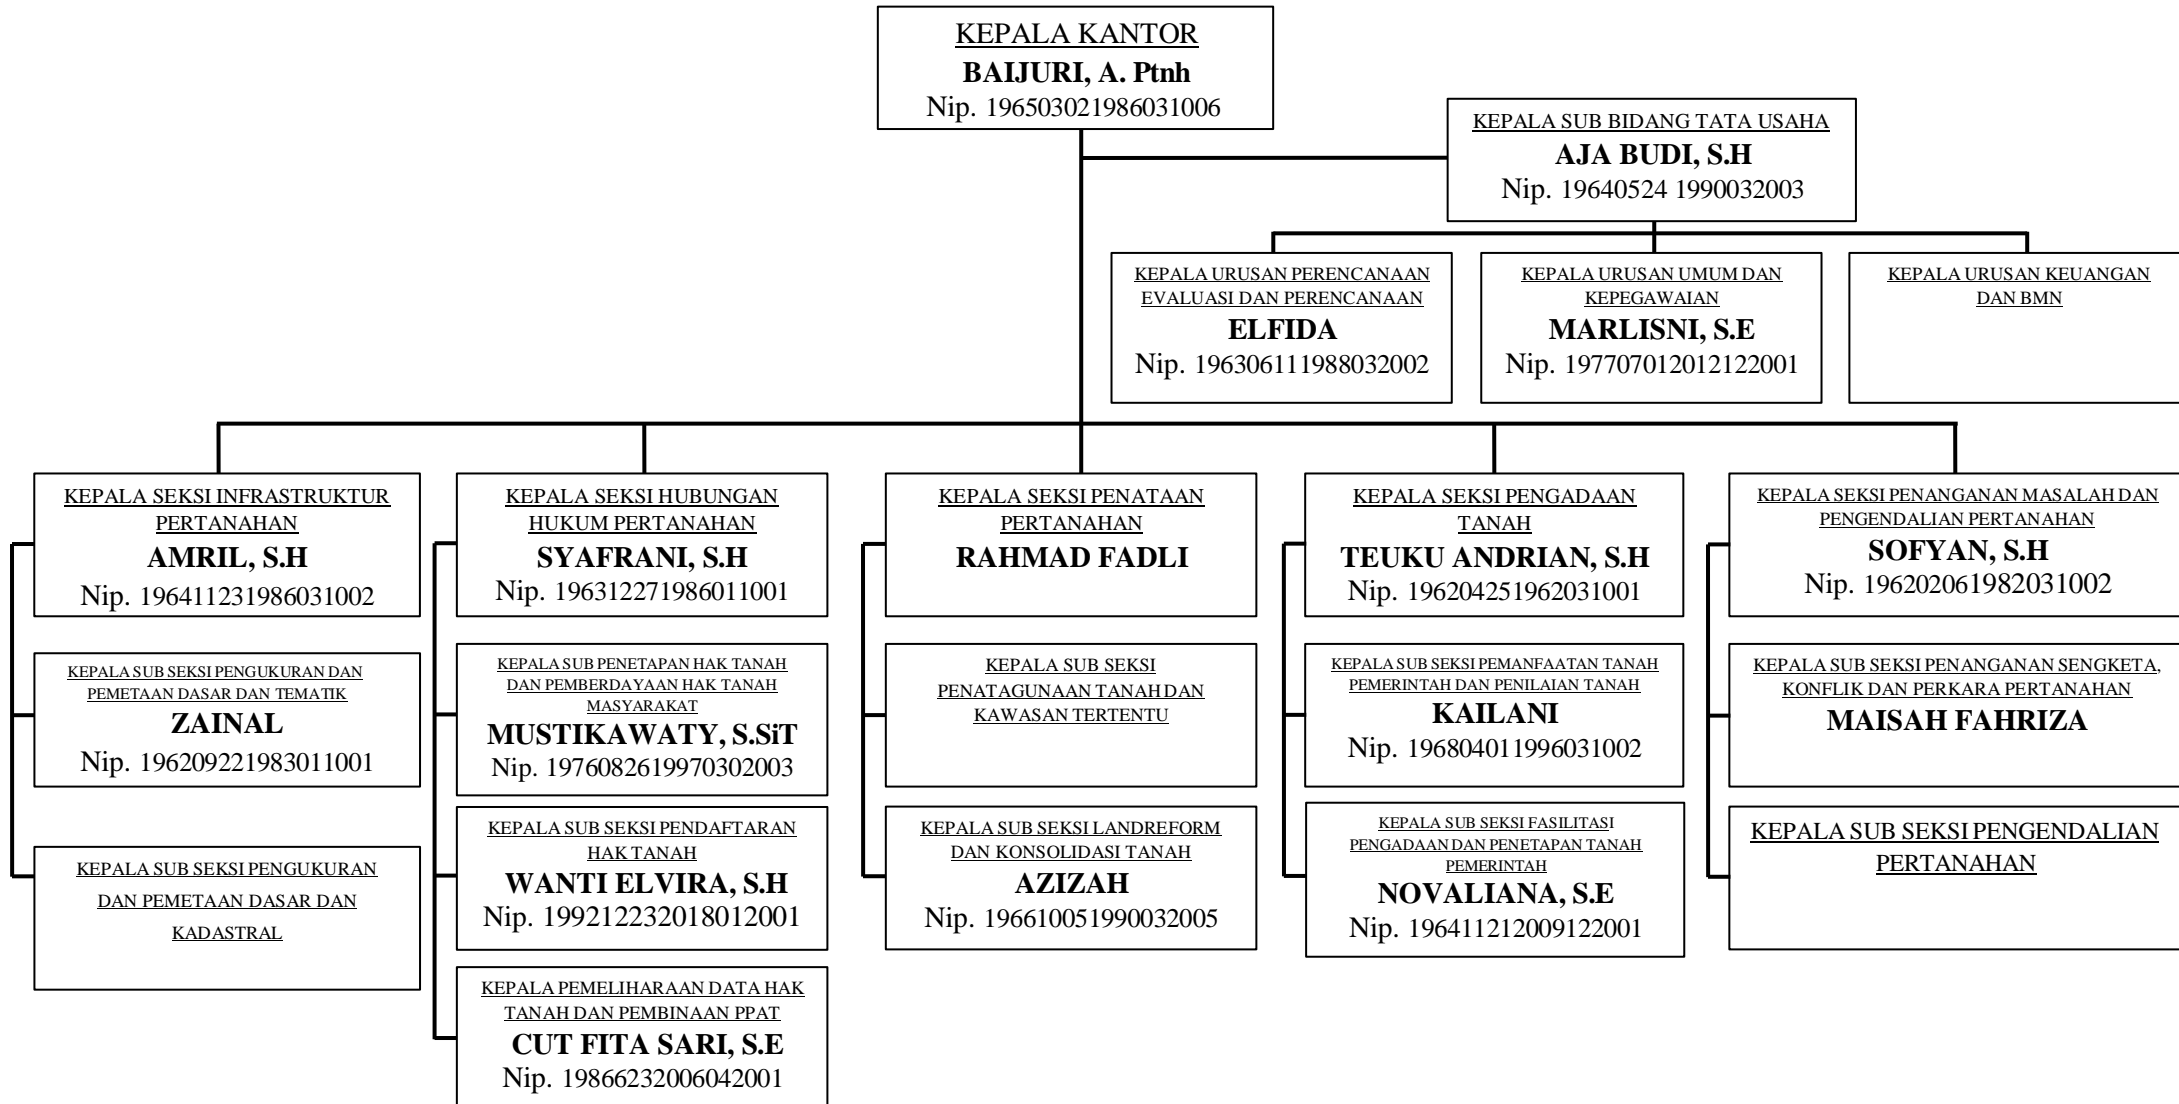 KEPALA KANTOR
BAIJURI, A. Ptnh
Nip. 196503021986031006
KEPALA SUB BIDANG TATA USAHA
AJA BUDI, S.H
Nip. 19640524 1990032003
KEPALA URUSAN PERENCANAAN
EVALUASI DAN PERENCANAAN
ELFIDA
Nip. 196306111988032002
KEPALA URUSAN UMUM DAN
KEPEGAWAIAN
MARLISNI, S.E
Nip. 197707012012122001
KEPALA URUSAN KEUANGAN
DAN BMN
KEPALA SEKSI INFRASTRUKTUR
PERTANAHAN
AMRIL, S.H
Nip. 196411231986031002
KEPALA SUB SEKSI PENGUKURAN DAN
PEMETAAN DASAR DAN TEMATIK
ZAINAL
Nip. 196209221983011001
KEPALA SUB SEKSI PENGUKURAN
DAN PEMETAAN DASAR DAN
KADASTRAL
KEPALA SEKSI HUBUNGAN
HUKUM PERTANAHAN
SYAFRANI, S.H
Nip. 196312271986011001
KEPALA SUB PENETAPAN HAK TANAH
DAN PEMBERDAYAAN HAK TANAH
MASYARAKAT
MUSTIKAWATY, S.SiT
Nip. 1976082619970302003
KEPALA SUB SEKSI PENDAFTARAN
HAK TANAH
WANTI ELVIRA, S.H
Nip. 199212232018012001
KEPALA PEMELIHARAAN DATA HAK
TANAH DAN PEMBINAAN PPAT
CUT FITA SARI, S.E
Nip. 19866232006042001
KEPALA SEKSI PENATAAN
PERTANAHAN
RAHMAD FADLI
KEPALA SUB SEKSI
PENATAGUNAAN TANAH DAN
KAWASAN TERTENTU
KEPALA SUB SEKSI LANDREFORM
DAN KONSOLIDASI TANAH
AZIZAH
Nip. 196610051990032005
KEPALA SEKSI PENGADAAN
TANAH
TEUKU ANDRIAN, S.H
Nip. 196204251962031001
KEPALA SUB SEKSI PEMANFAATAN TANAH
PEMERINTAH DAN PENILAIAN TANAH
KAILANI
Nip. 196804011996031002
KEPALA SUB SEKSI FASILITASI
PENGADAAN DAN PENETAPAN TANAH
PEMERINTAH
NOVALIANA, S.E
Nip. 196411212009122001
KEPALA SEKSI PENANGANAN MASALAH DAN
PENGENDALIAN PERTANAHAN
SOFYAN, S.H
Nip. 196202061982031002
KEPALA SUB SEKSI PENANGANAN SENGKETA,
KONFLIK DAN PERKARA PERTANAHAN
MAISAH FAHRIZA
KEPALA SUB SEKSI PENGENDALIAN
PERTANAHAN